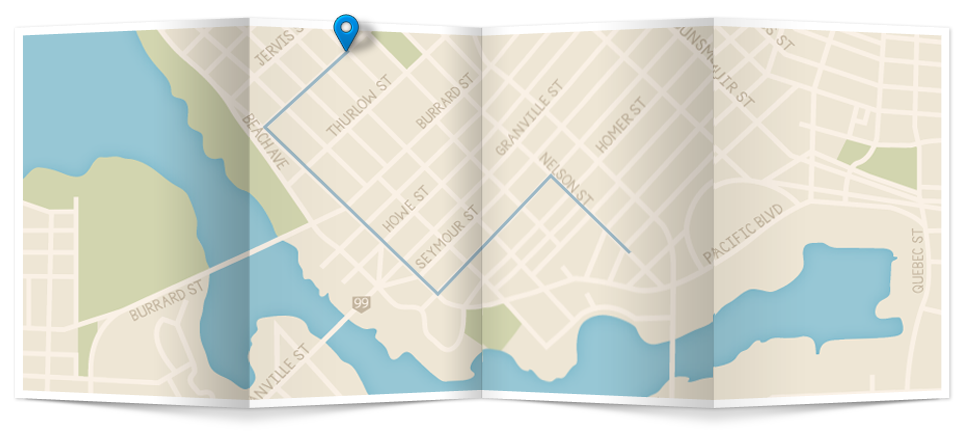 JERVIS S
THURLOW ST
BURRARD ST
GRANVILLE ST
HOMER ST
UNSMUIR ST
S ST
BEACH AVE
NELSON ST
HOWE ST
SEYMOUR ST
PACIFIC BLVD
QUEBEC ST
BURRARD ST
99
ANVILLE ST